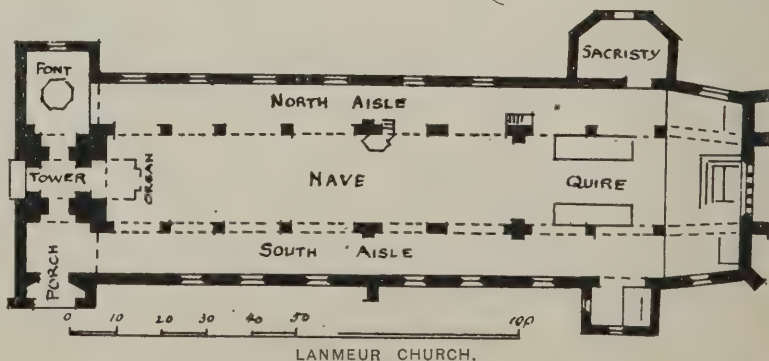 SACRISTY
FONT
NORTH AISLE
TOWER
ORGAN
NAVE
QUIRE
SOUTH AISLE
PORCH
0 10 20 30 40 50 100
LANMEUR CHURCH.